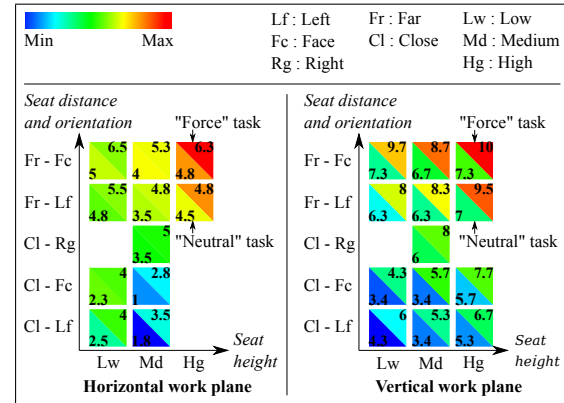 Min Max
Lf : Left Fr : Far Lw : Low
Fc : Face Cl : Close Md : Medium
Rg : Right Hg : High
Seat distance
and orientation "Force" task
Fr - Fc 6.5 5 5.3 4 6.3 4.8
Fr - Lf 5.5 4.8 4.8 3.5 4.8 4.5
Cl - Rg 5 3.5 "Neutral" task
Cl - Fc 4 2.3 2.8 1
Cl - Lf 4 2.5 3.5 1.8
Lw Md Hg Seat height
Horizontal work plane
Seat distance
and orientation "Force" task
Fr - Fc 9.7 7.3 8.7 6.7 10 7.3
Fr - Lf 8 6.3 8.3 6.3 9.5 7
Cl - Rg 8 6 "Neutral" task
Cl - Fc 4.3 3.4 5.7 3.4 7.7 5.7
Cl - Lf 6 4.3 5.3 3.4 6.7 5.3
Lw Md Hg Seat height
Vertical work plane